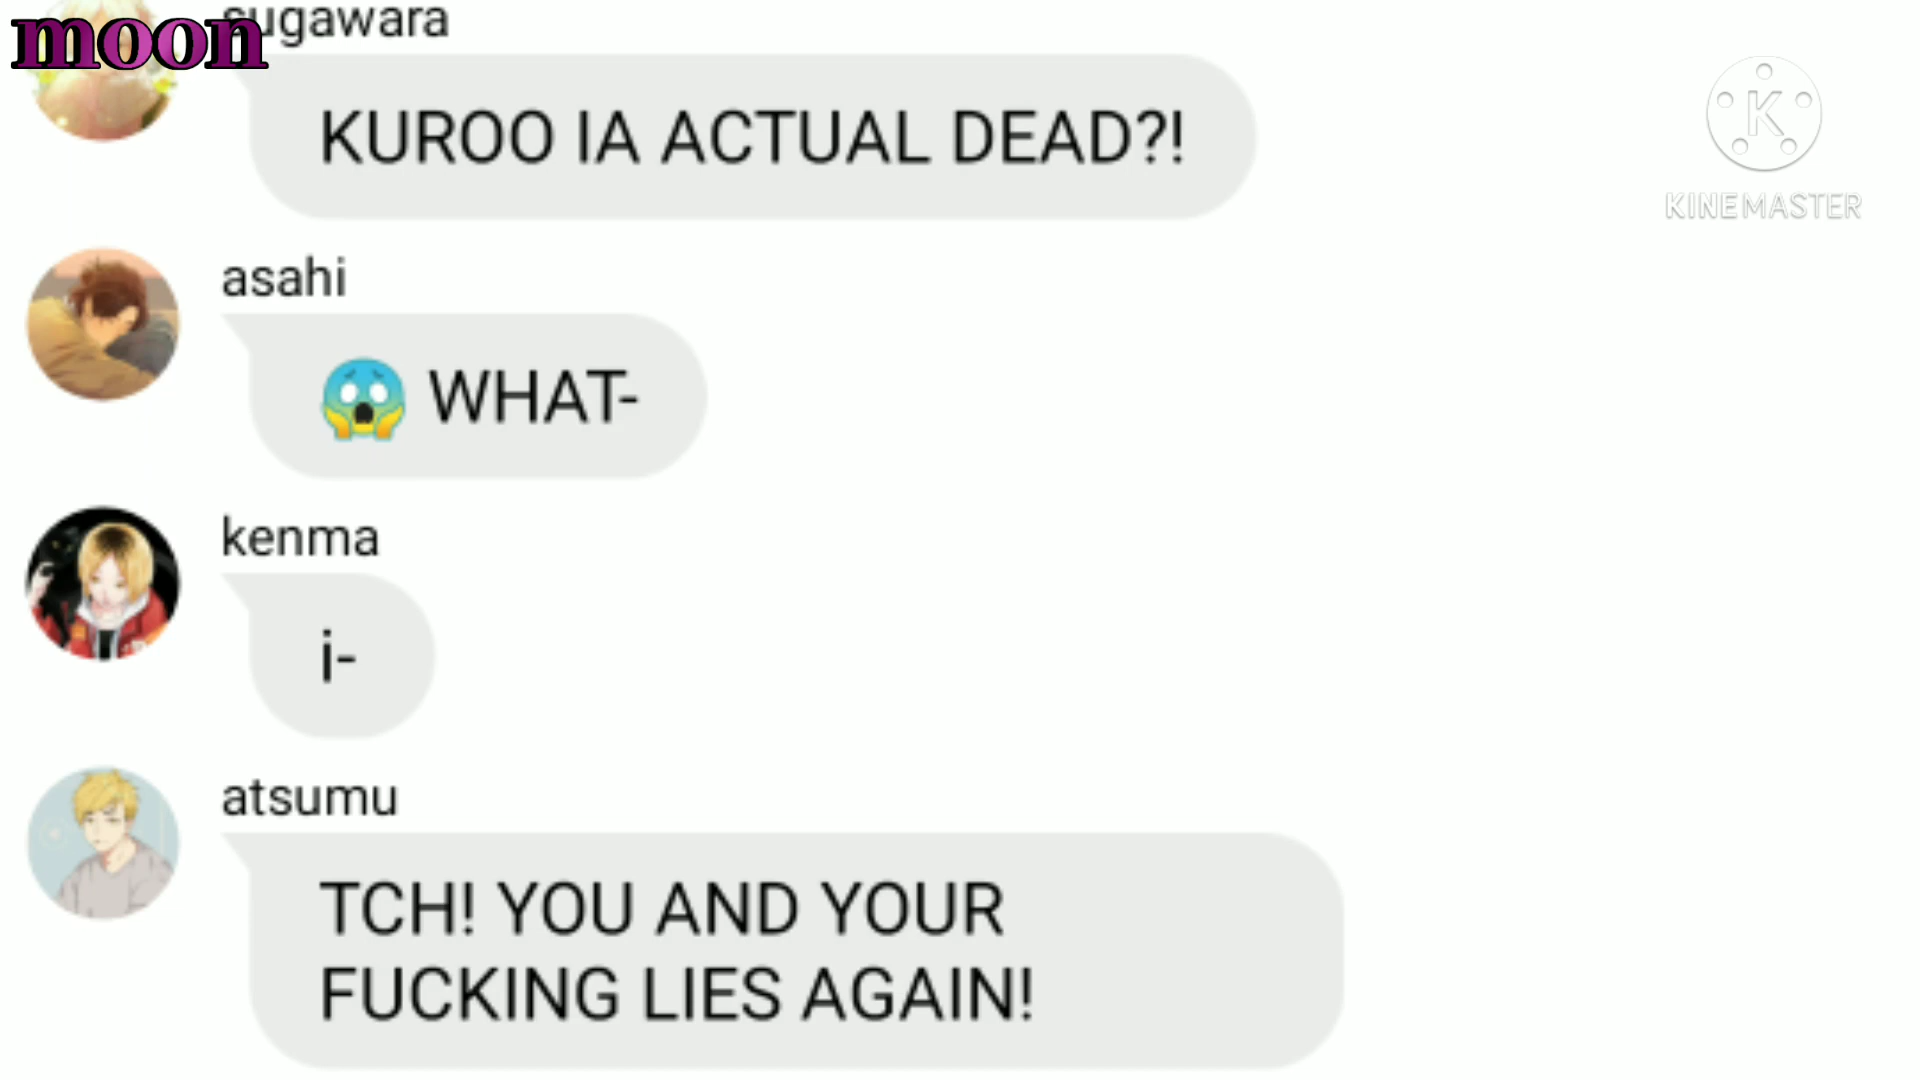 moon
sugawara
KUROO IA ACTUAL DEAD?!
K
KINEMASTER
asahi
😱 WHAT-
kenma
i-
atsumu
TCH! YOU AND YOUR
FUCKING LIES AGAIN!